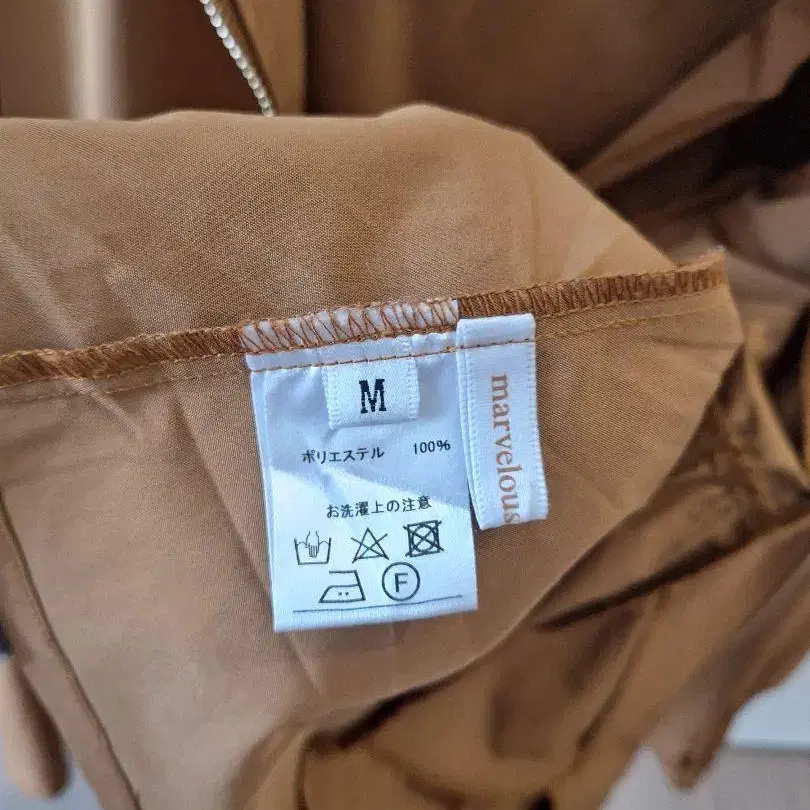 M
ポリエステル 100%
お洗濯上の注意
F
marvelous